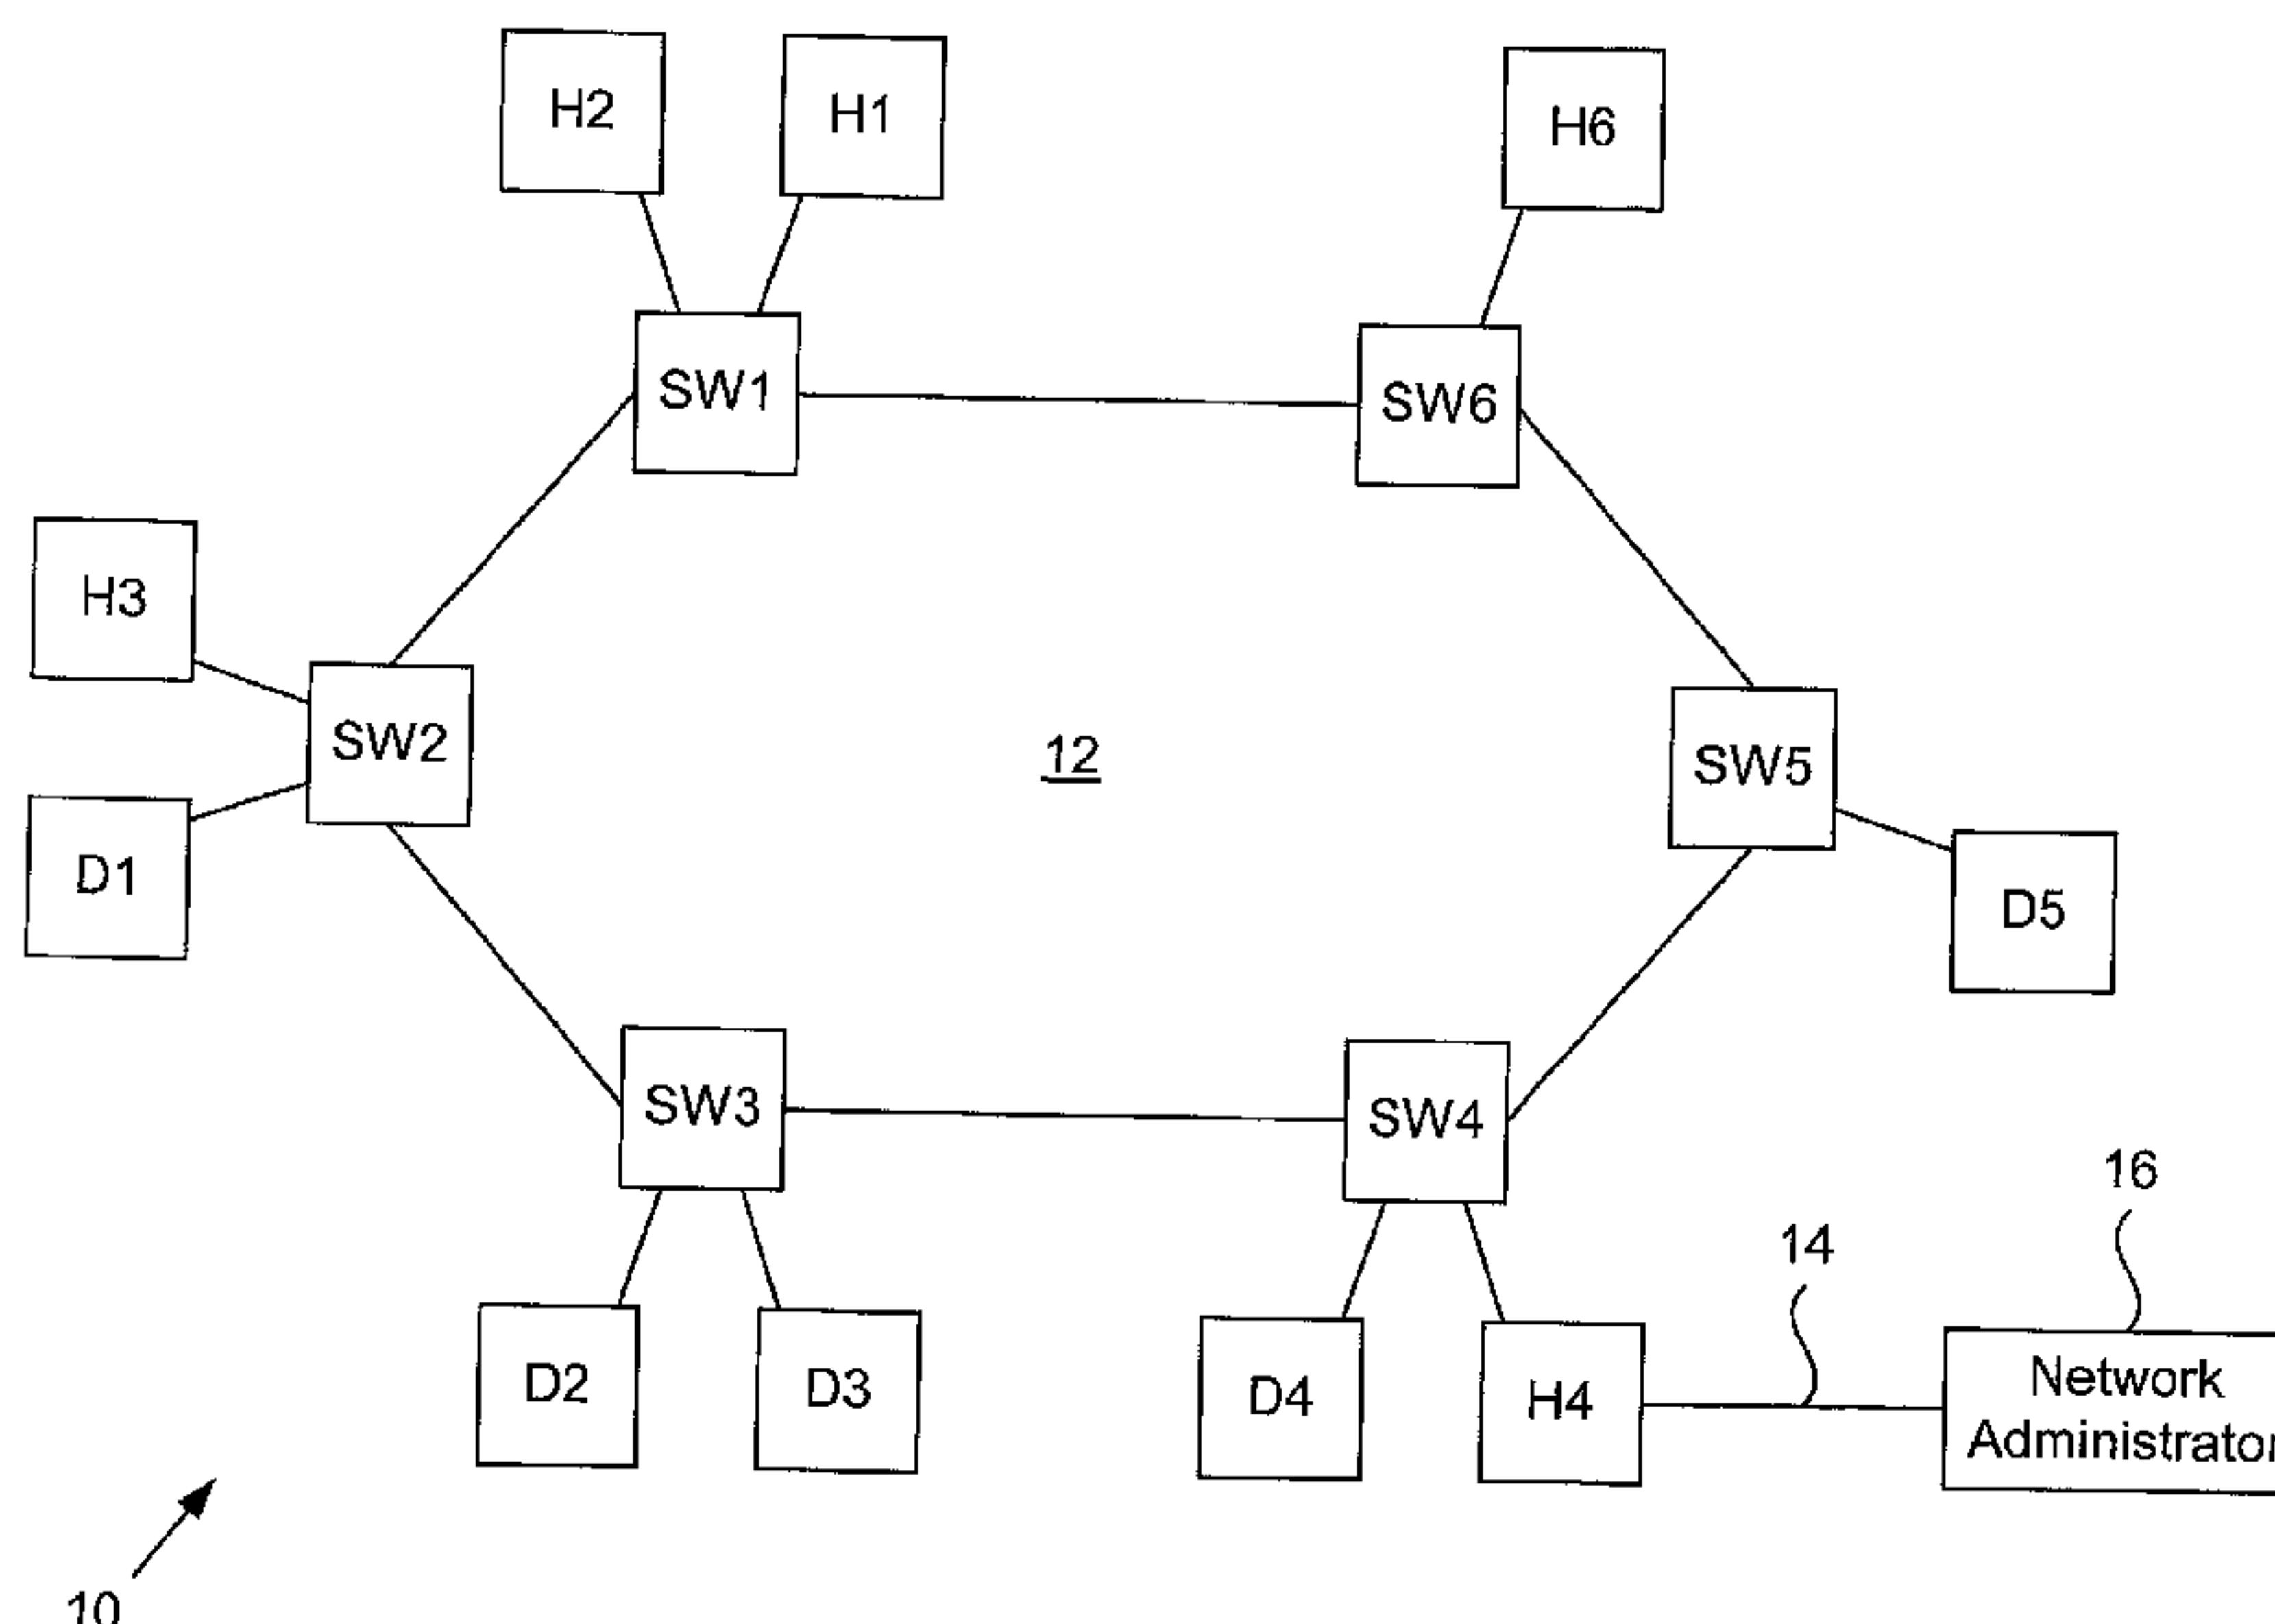 H2
H1
H6
SW1
SW6
H3
SW2
12
SW5
D1
D5
SW3
SW4
16
14
D2
D3
D4
H4
Network
Administrator
10